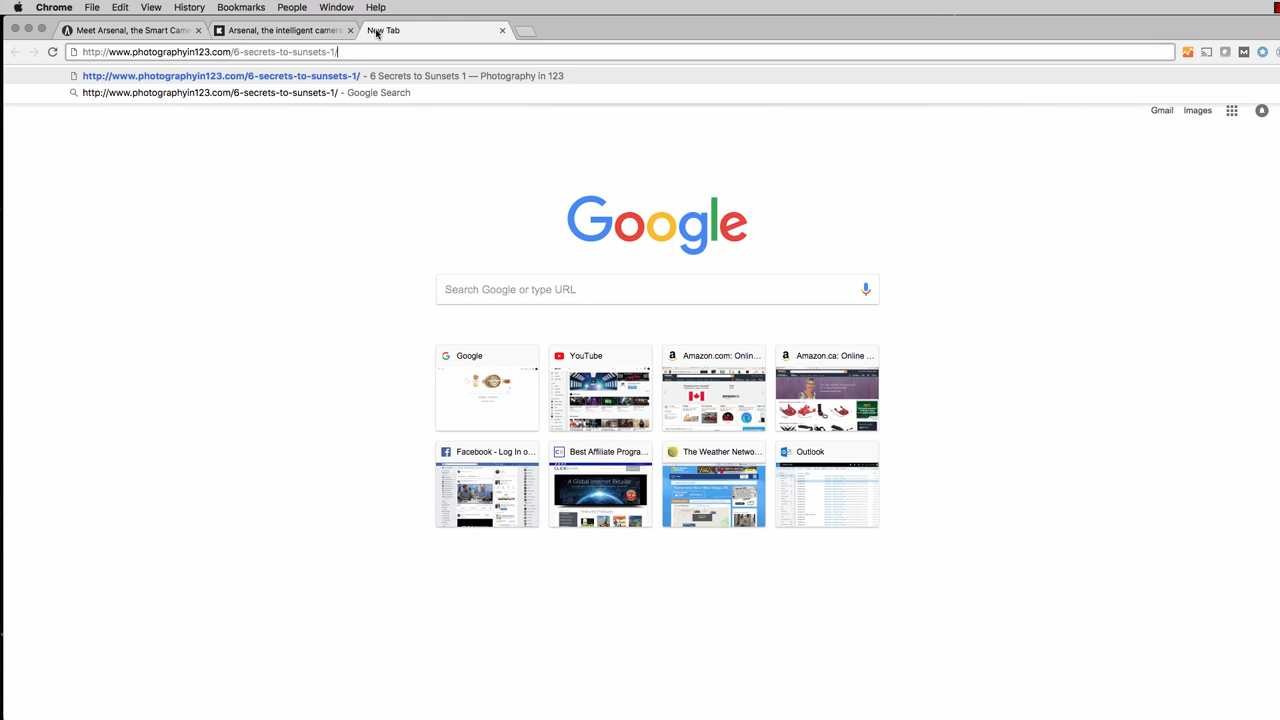 Chrome File Edit View History Bookmarks People Window Help
Meet Arsenal, the Smart Came
Arsenal, the intelligent camera
New Tab
http://www.photographyin123.com/6-secrets-to-sunsets-1/
http://www.photographyin123.com/6-secrets-to-sunsets-1/ - 6 Secrets to Sunsets 1 — Photography in 123
http://www.photographyin123.com/6-secrets-to-sunsets-1/ - Google Search
Gmail Images
Google
Search Google or type URL
Google
YouTube
Amazon.com: Onlin...
Amazon.ca: Online ...
Facebook - Log In o...
Best Affiliate Progra...
The Weather Netwo...
Outlook